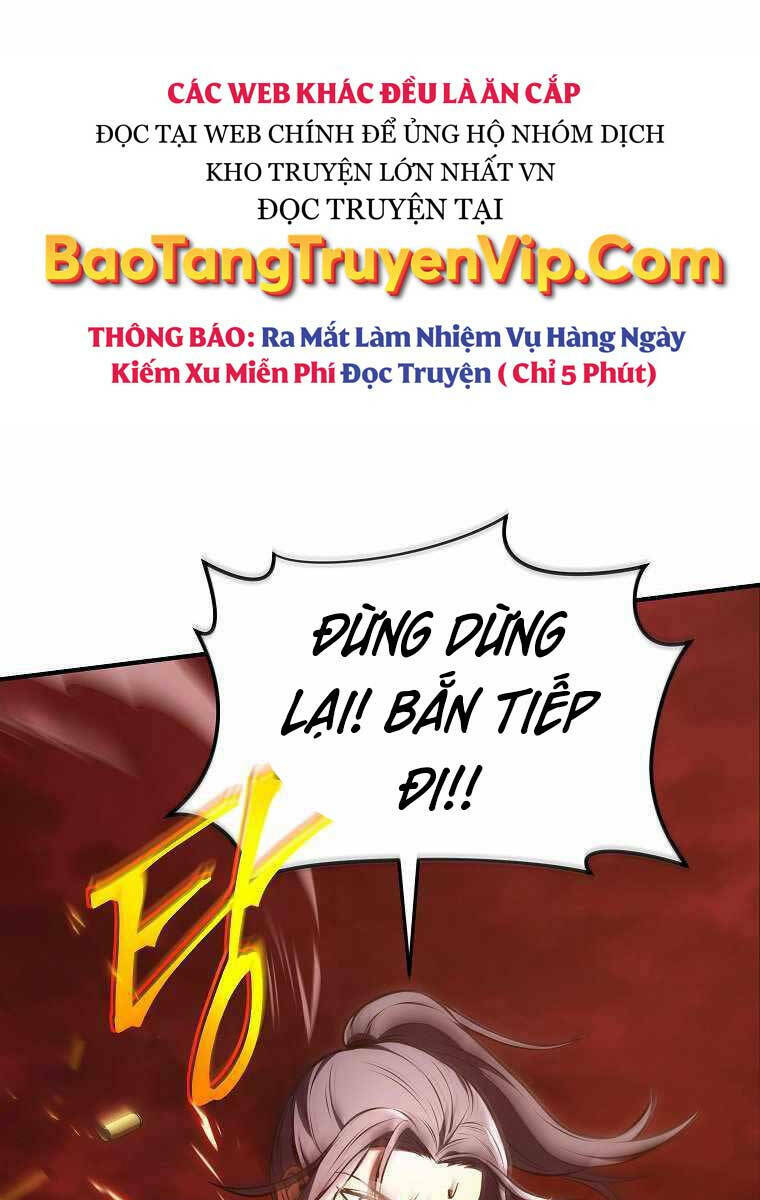 CÁC WEB KHÁC ĐỀU LÀ ĂN CẮP
ĐỌC TẠI WEB CHÍNH ĐỂ ỦNG HỘ NHÓM DỊCH
KHO TRUYỆN LỚN NHẤT VN
ĐỌC TRUYỆN TẠI
BaoTangTruyenVip.Com
THÔNG BÁO: Ra Mắt Làm Nhiệm Vụ Hàng Ngày
Kiếm Xu Miễn Phí Đọc Truyện ( Chỉ 5 Phút)
ĐỪNG DỪNG
LẠI! BẮN TIẾP
ĐI!!
탕